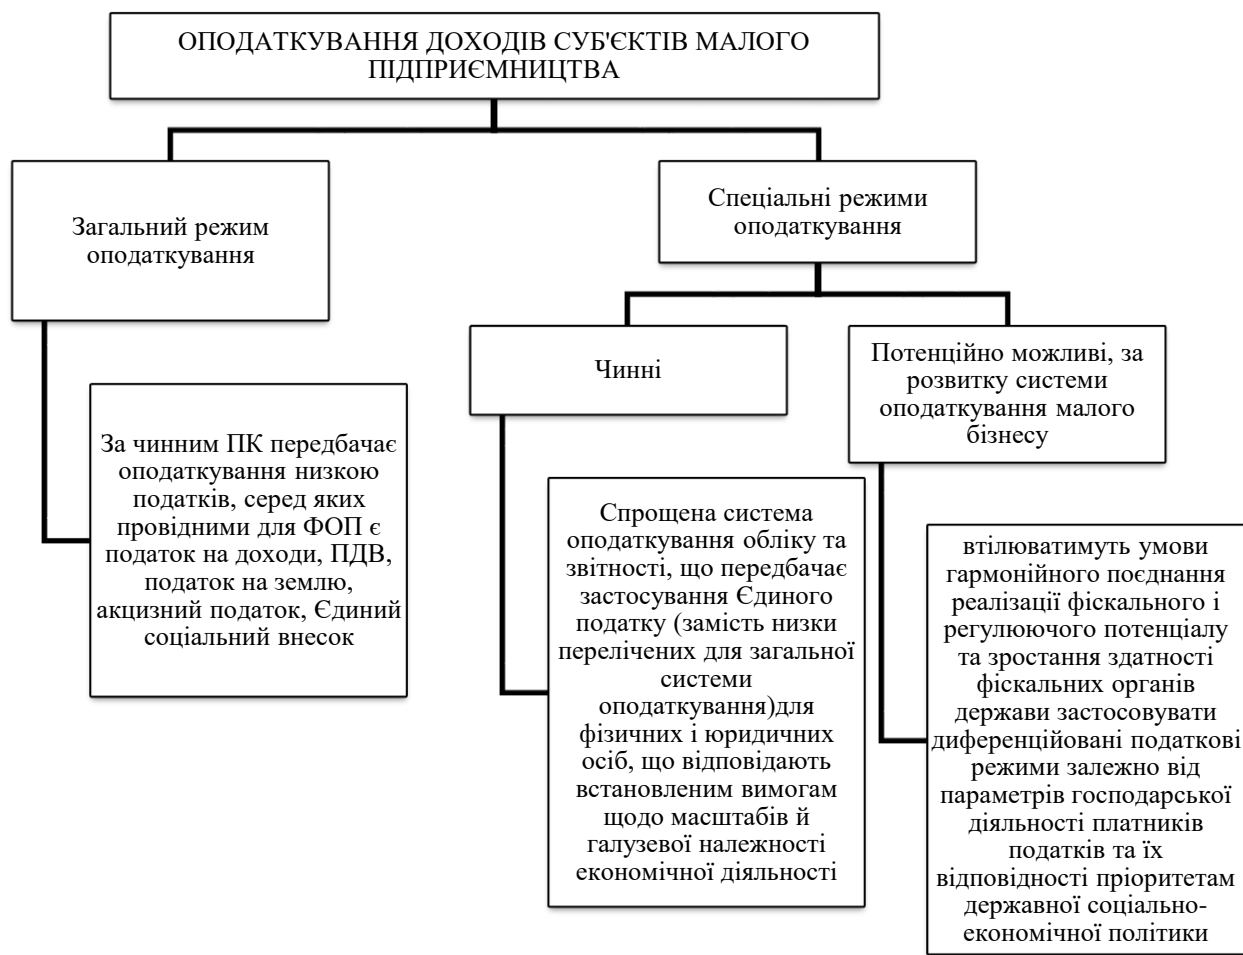 ОПОДАТКУВАННЯ ДОХОДІВ СУБ'ЄКТІВ МАЛОГО
ПІДПРИЄМНИЦТВА
Загальний режим
оподаткування
Спеціальні режими
оподаткування
Чинні
Потенційно можливі, за
розвитку системи
оподаткування малого
бізнесу
За чинним ПК передбачає
оподаткування низкою
податків, серед яких
провідними для ФОП є
податок на доходи, ПДВ,
податок на землю,
акцизний податок, Єдиний
соціальний внесок
Спрощена система
оподаткування обліку та
звітності, що передбачає
застосування Єдиного
податку (замість низки
перелічених для загальної
системи
оподаткування)для
фізичних і юридичних
осіб, що відповідають
встановленим вимогам
щодо масштабів й
галузевої належності
економічної діяльності
втілюватимуть умови
гармонійного поєднання
реалізації фіскального і
регулюючого потенціалу
та зростання здатності
фіскальних органів
держави застосовувати
диференційовані податкові
режими залежно від
параметрів господарської
діяльності платників
податків та їх
відповідності пріоритетам
державної соціально-
економічної політики